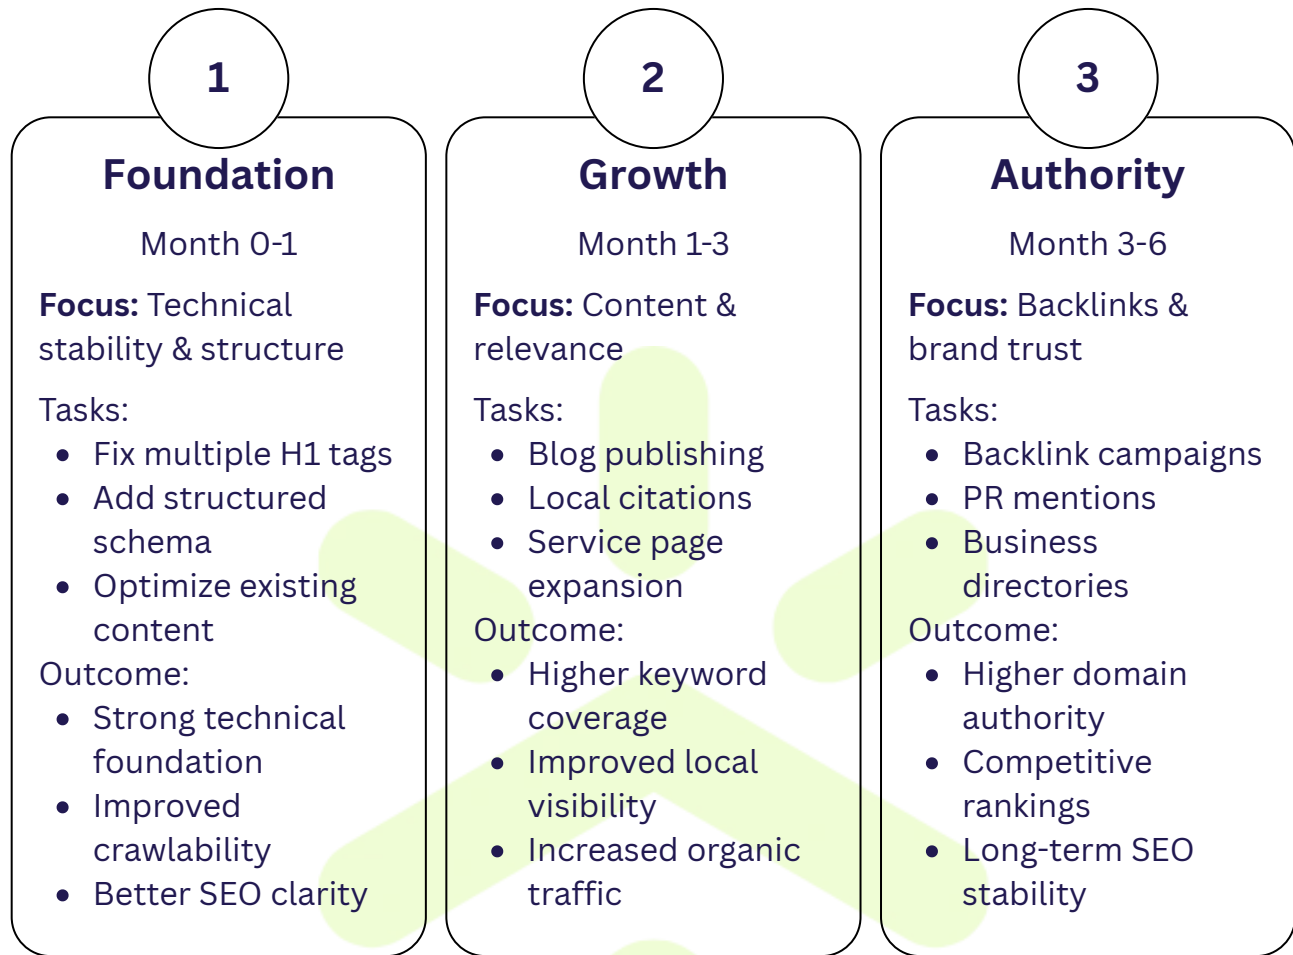 1
Foundation
Month 0-1
Focus: Technical
stability & structure
Tasks:
• Fix multiple H1 tags
• Add structured
schema
• Optimize existing
content
Outcome:
• Strong technical
foundation
• Improved
crawlability
• Better SEO clarity
2
Growth
Month 1-3
Focus: Content &
relevance
Tasks:
• Blog publishing
• Local citations
• Service page
expansion
Outcome:
• Higher keyword
coverage
• Improved local
visibility
• Increased organic
traffic
3
Authority
Month 3-6
Focus: Backlinks &
brand trust
Tasks:
• Backlink campaigns
• PR mentions
• Business
directories
Outcome:
• Higher domain
authority
• Competitive
rankings
• Long-term SEO
stability